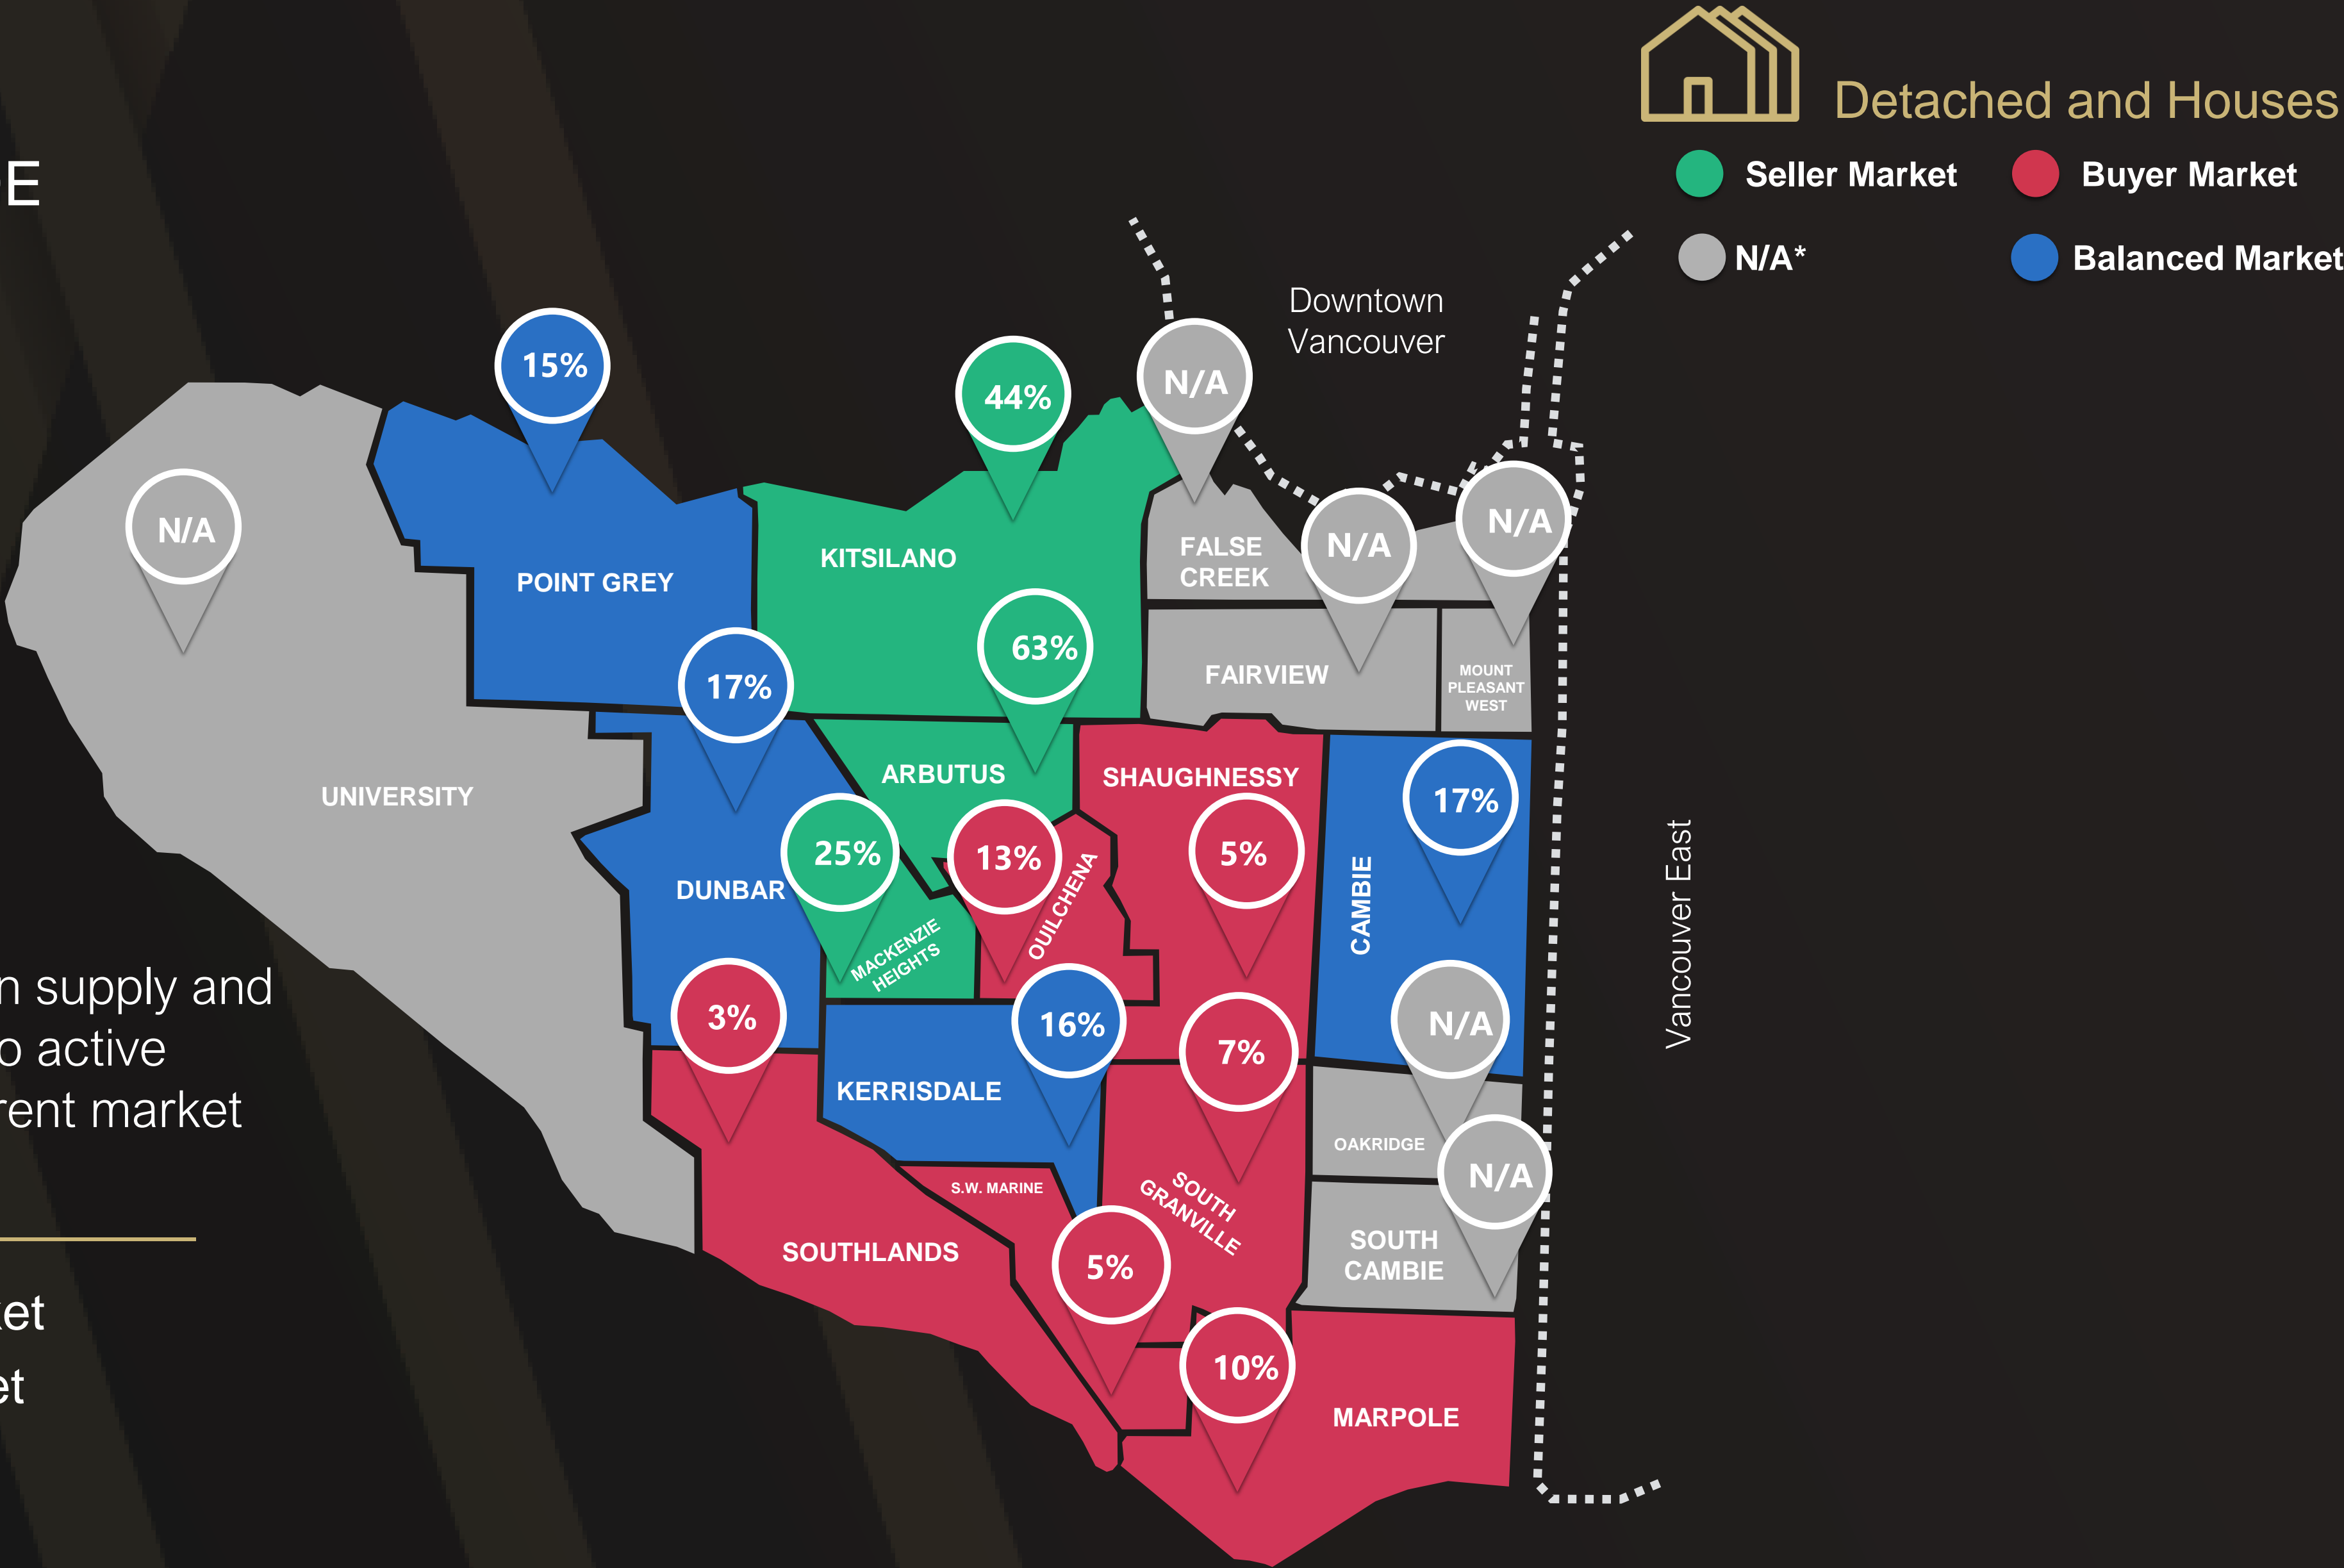 E
Detached and Houses
Seller Market
Buyer Market
N/A*
Balanced Market
Downtown
Vancouver
15%
44%
N/A
N/A
N/A
N/A
KITSILANO
FALSE
CREEK
POINT GREY
63%
17%
FAIRVIEW
MOUNT
PLEASANT
WEST
UNIVERSITY
ARBUTUS
SHAUGHNESSY
17%
25%
13%
5%
DUNBAR
MACKENZIE
HEIGHTS
QUILCHENA
CAMBIE
Vancouver East
n supply and
o active
rent market
3%
16%
7%
N/A
KERRISDALE
OAKRIDGE
N/A
S.W. MARINE
SOUTH
GRANVILLE
SOUTHLANDS
SOUTH
CAMBIE
5%
10%
MARPOLE
ket
et